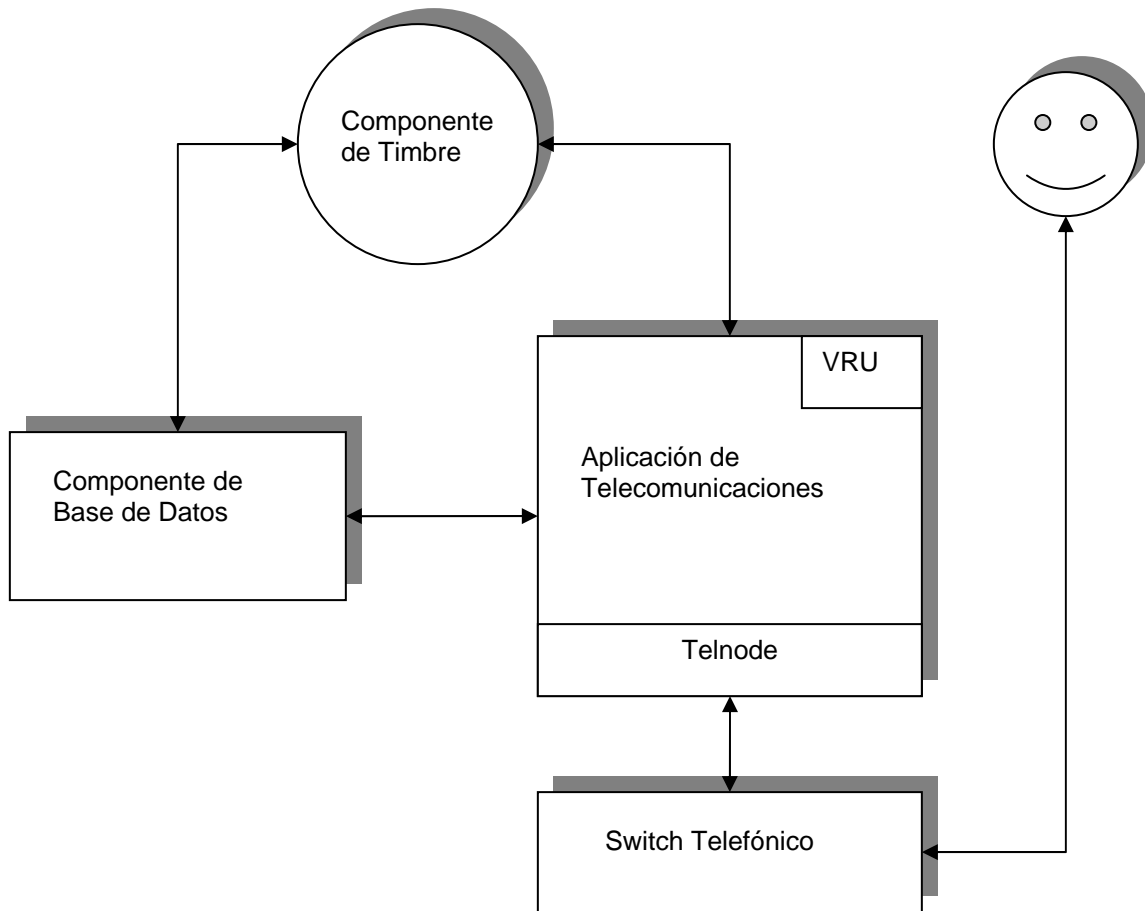 Componente
de Timbre
VRU
Aplicación de
Telecomunicaciones
Componente de
Base de Datos
Telnode
Switch Telefónico